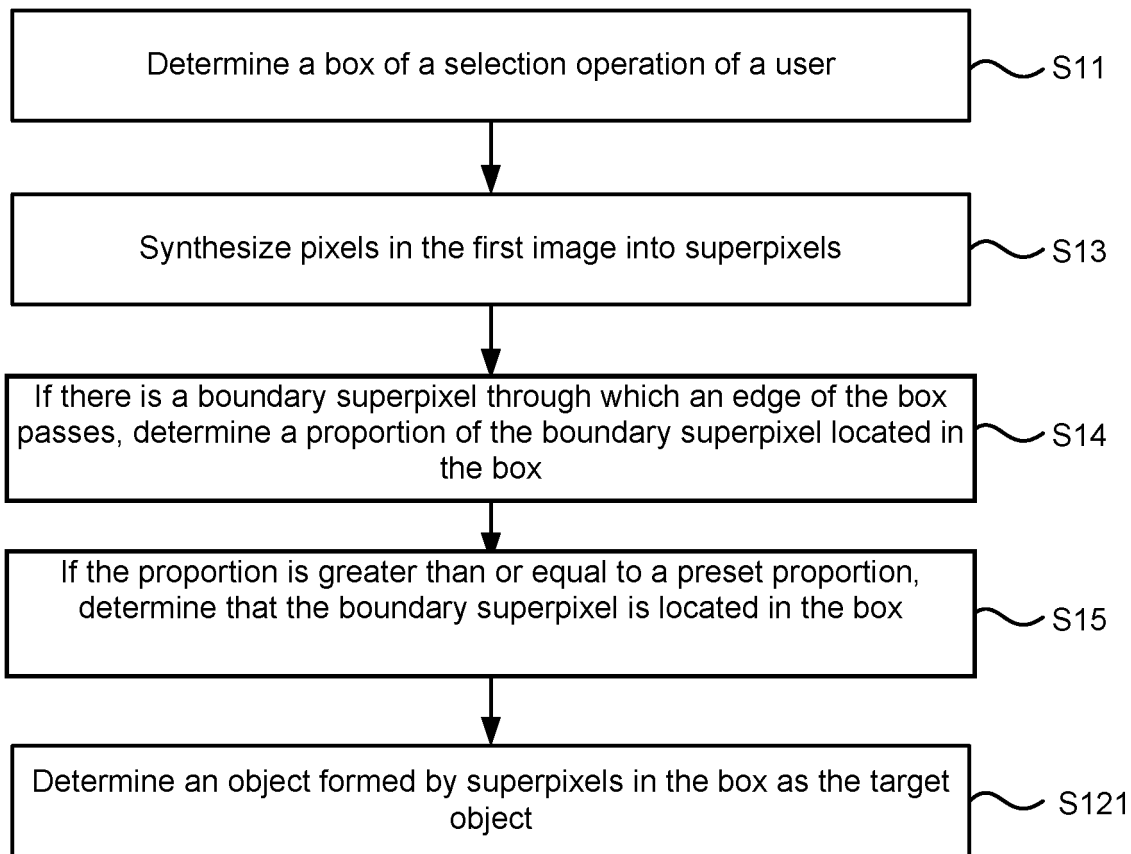 Determine a box of a selection operation of a user
S11
Synthesize pixels in the first image into superpixels
S13
If there is a boundary superpixel through which an edge of the box
passes, determine a proportion of the boundary superpixel located in
the box
S14
If the proportion is greater than or equal to a preset proportion,
determine that the boundary superpixel is located in the box
S15
Determine an object formed by superpixels in the box as the target
object
S121